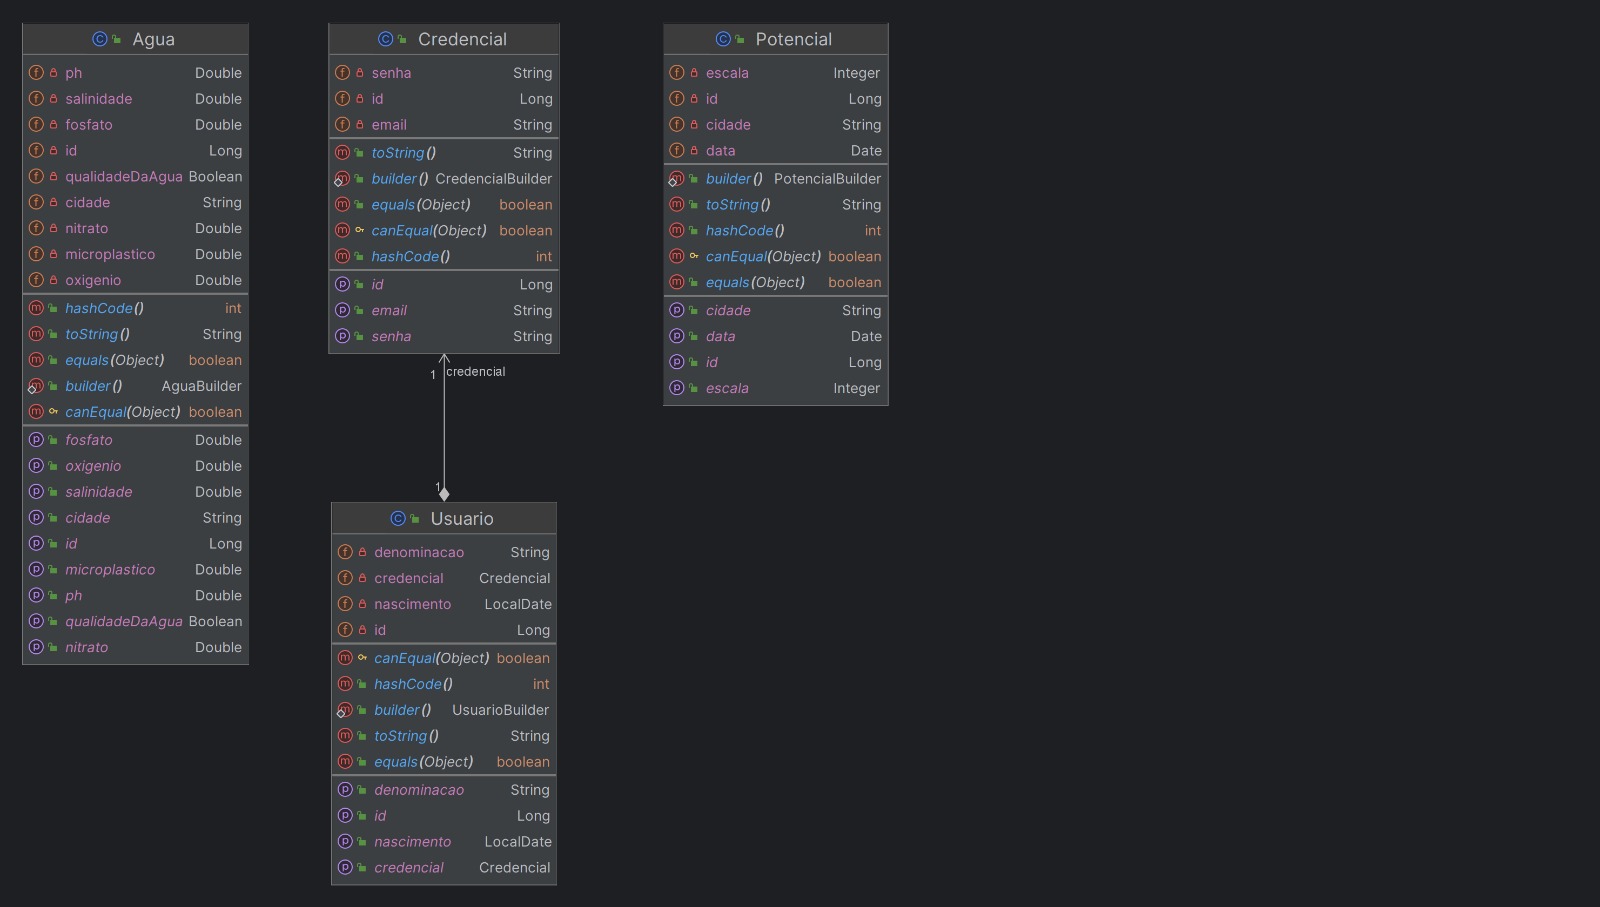 Agua
ph Double
salinidade Double
fosfato Double
id Long
qualidadeDaAgua Boolean
cidade String
nitrato Double
microplastico Double
oxigenio Double
hashCode() int
toString() String
equals(Object) boolean
builder() AguaBuilder
canEqual(Object) boolean
fosfato Double
oxigenio Double
salinidade Double
cidade String
id Long
microplastico Double
ph Double
qualidadeDaAgua Boolean
nitrato Double
Credencial
senha String
id Long
email String
toString() String
builder() CredencialBuilder
equals(Object) boolean
canEqual(Object) boolean
hashCode() int
id Long
email String
senha String
1 credencial
1
Usuario
denominacao String
credencial Credencial
nascimento LocalDate
id Long
canEqual(Object) boolean
hashCode() int
builder() UsuarioBuilder
toString() String
equals(Object) boolean
denominacao String
id Long
nascimento LocalDate
credencial Credencial
Potencial
escala Integer
id Long
cidade String
data Date
builder() PotencialBuilder
toString() String
hashCode() int
canEqual(Object) boolean
equals(Object) boolean
cidade String
data Date
id Long
escala Integer